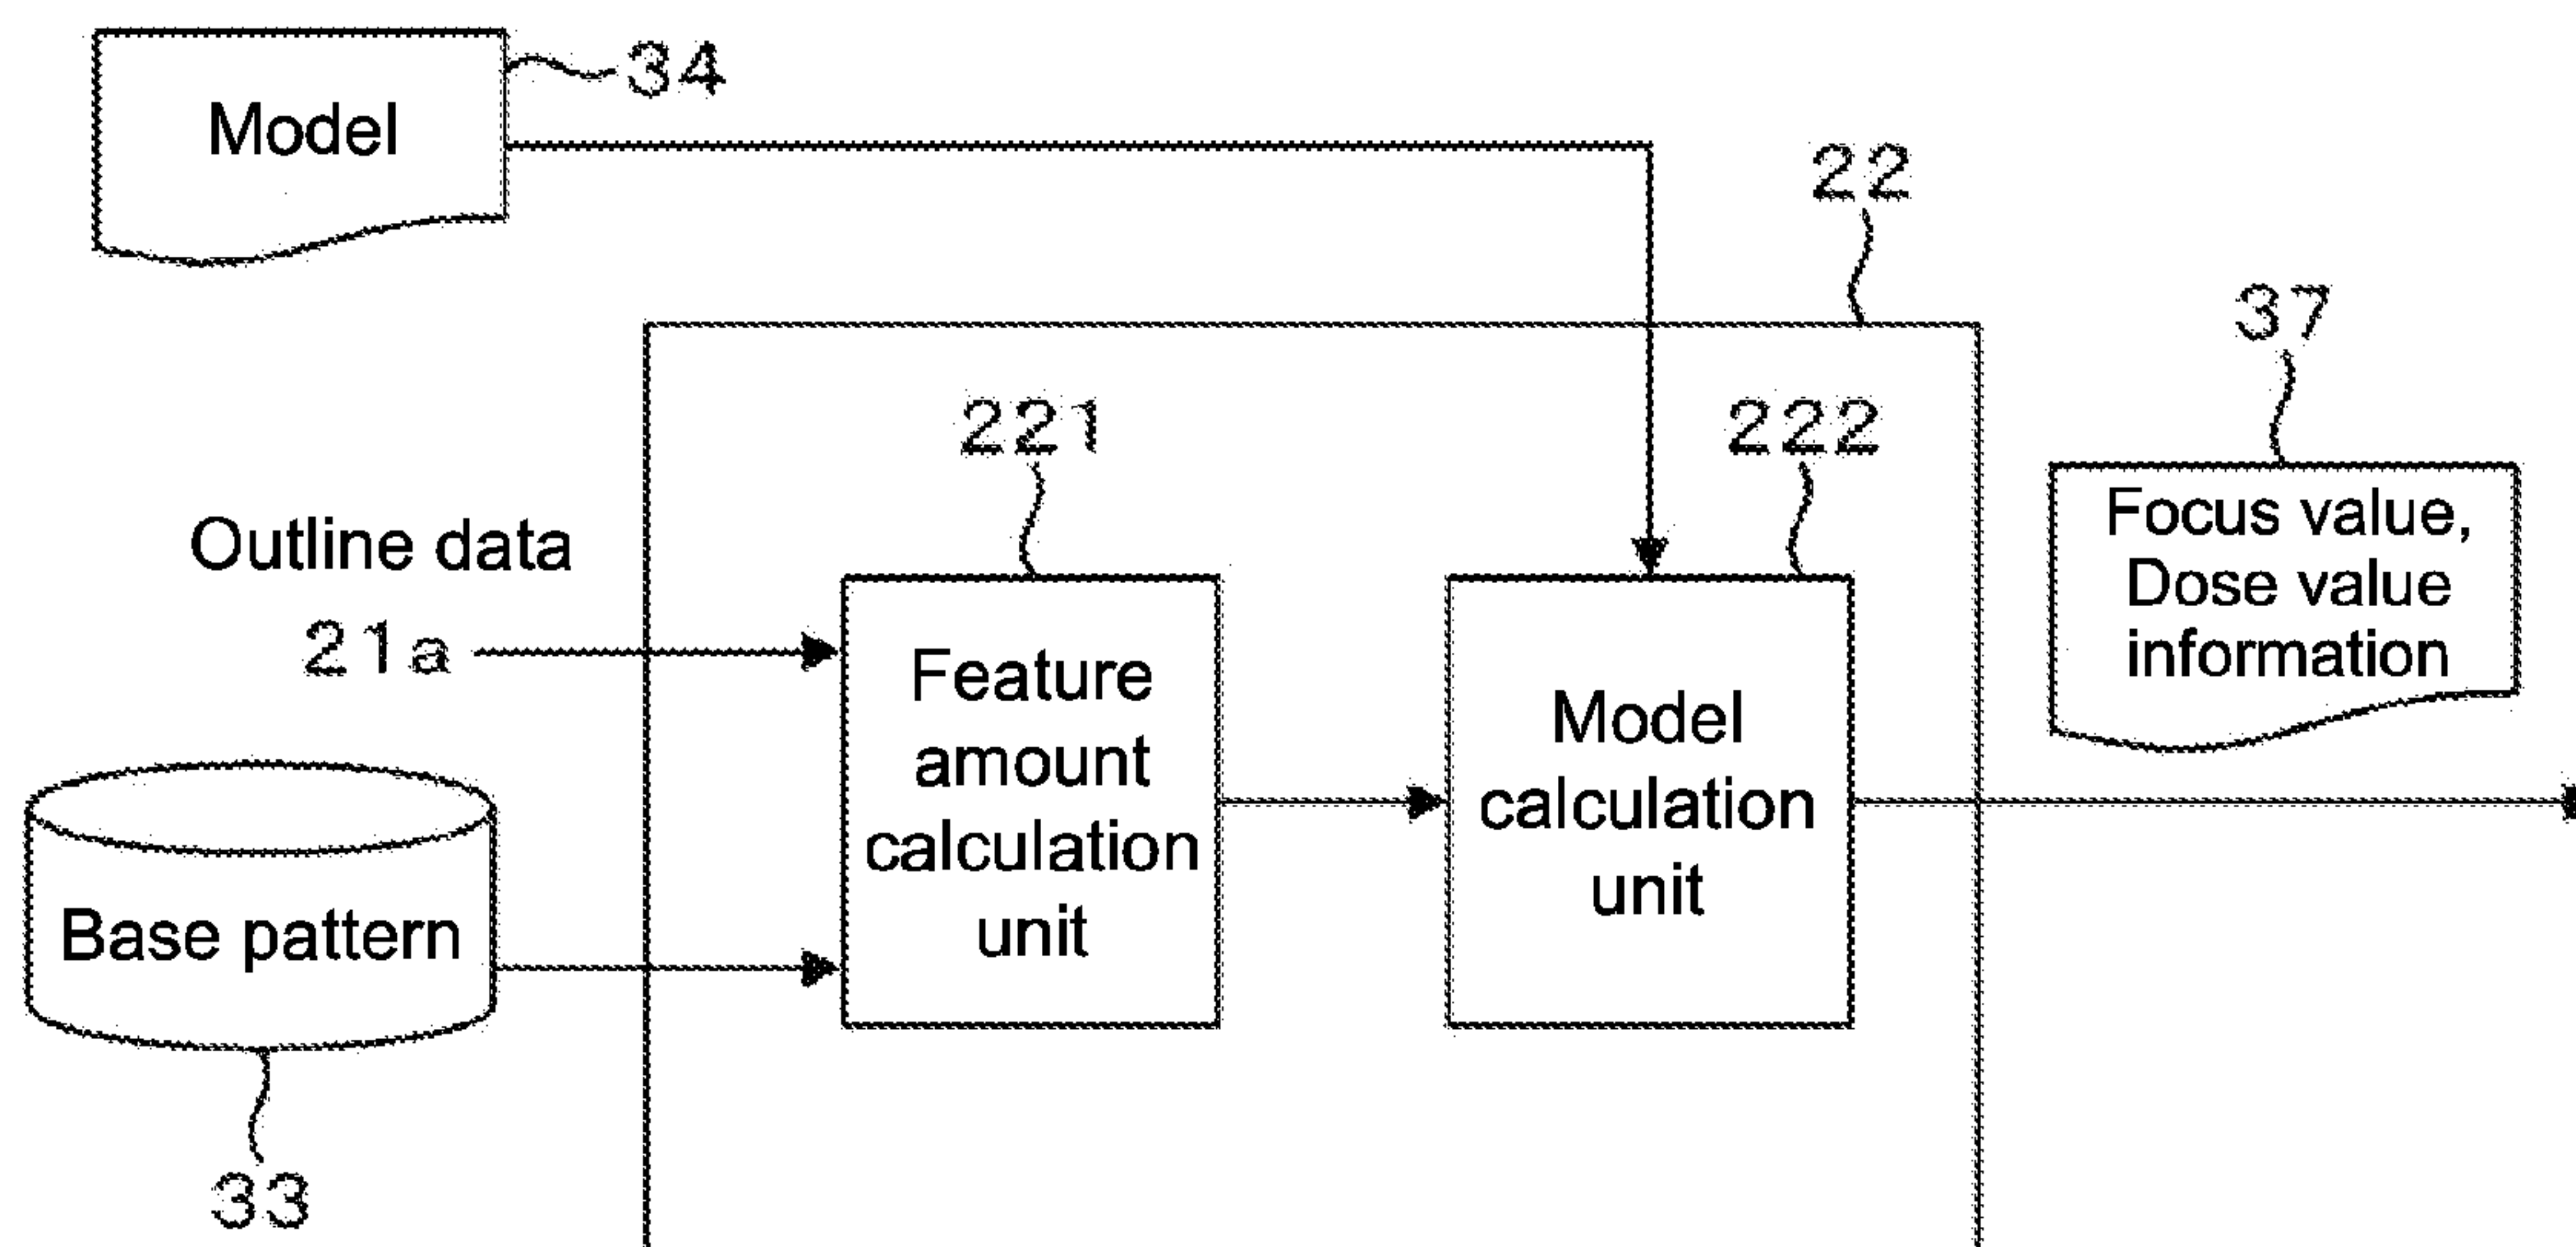 34
Model
22
37
221
222
Focus value,
Dose value
information
Outline data
21a
Feature
amount
calculation
unit
Model
calculation
unit
Base pattern
33